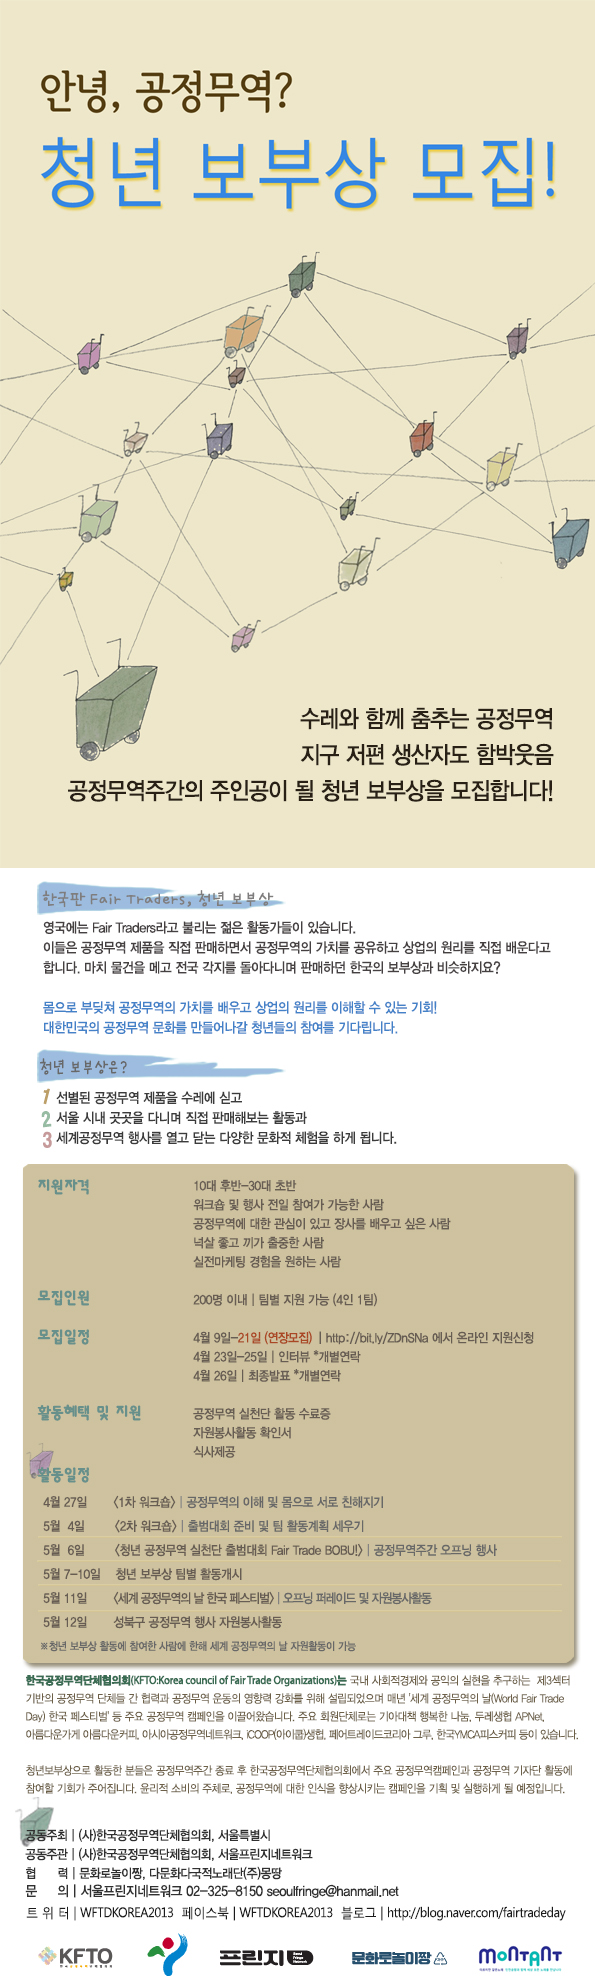 안녕, 공정무역?
청년 보부상 모집!
수레와 함께 춤추는 공정무역
지구 저편 생산자도 함박웃음
공정무역주간의 주인공이 될 청년 보부상을 모집합니다!
한국판 Fair Traders, 청년 보부상
영국에는 Fair Traders라고 불리는 젊은 활동가들이 있습니다.
이들은 공정무역 제품을 직접 판매하면서 공정무역의 가치를 공유하고 상업의 원리를 직접 배운다고
합니다. 마치 물건을 메고 전국 각지를 돌아다니며 판매하던 한국의 보부상과 비슷하지요?
몸으로 부딪쳐 공정무역의 가치를 배우고 상업의 원리를 이해할 수 있는 기회!
대한민국의 공정무역 문화를 만들어나갈 청년들의 참여를 기다립니다.
청년 보부상은?
1 선별된 공정무역 제품을 수레에 싣고
2 서울 시내 곳곳을 다니며 직접 판매해보는 활동과
3 세계공정무역 행사를 열고 닫는 다양한 문화적 체험을 하게 됩니다.
지원자격 10대 후반-30대 초반
워크숍 및 행사 전일 참여가 가능한 사람
공정무역에 대한 관심이 있고 장사를 배우고 싶은 사람
넉살 좋고 끼가 출중한 사람
실전마케팅 경험을 원하는 사람
모집인원 200명 이내 | 팀별 지원 가능 (4인 1팀)
모집일정 4월 9일-21일 (연장모집) | http://bit.ly/ZDnSNa 에서 온라인 지원신청
4월 23일-25일 | 인터뷰 *개별연락
4월 26일 | 최종발표 *개별연락
활동혜택 및 지원 공정무역 실천단 활동 수료증
자원봉사활동 확인서
식사제공
활동일정
4월 27일 <1차 워크숍> | 공정무역의 이해 및 몸으로 서로 친해지기
5월 4일 <2차 워크숍> | 출범대회 준비 및 팀 활동계획 세우기
5월 6일 <청년 공정무역 실천단 출범대회 Fair Trade BOBU!> | 공정무역주간 오프닝 행사
5월 7-10일 청년 보부상 팀별 활동개시
5월 11일 <세계 공정무역의 날 한국 페스티벌> | 오프닝 퍼레이드 및 자원봉사활동
5월 12일 성북구 공정무역 행사 자원봉사활동
※청년 보부상 활동에 참여한 사람에 한해 세계 공정무역의 날 자원활동이 가능
한국공정무역단체협의회(KFTO:Korea council of Fair Trade Organizations)는 국내 사회적경제와 공익의 실현을 추구하는 제3섹터
기반의 공정무역 단체들 간 협력과 공정무역 운동의 영향력 강화를 위해 설립되었으며 매년 '세계 공정무역의 날(World Fair Trade
Day) 한국 페스티벌' 등 주요 공정무역 캠페인을 이끌어왔습니다. 주요 회원단체로는 기아대책 행복한 나눔, 두레생협 APNet,
아름다운가게 아름다운커피, 아시아공정무역네트워크, iCOOP(아이쿱)생협, 페어트레이드코리아 그루, 한국YMCA피스커피 등이 있습니다.
청년보부상으로 활동한 분들은 공정무역주간 종료 후 한국공정무역단체협의회에서 주요 공정무역캠페인과 공정무역 기자단 활동에
참여할 기회가 주어집니다. 윤리적 소비의 주체로, 공정무역에 대한 인식을 향상시키는 캠페인을 기획 및 실행하게 될 예정입니다.
공동주최 | (사)한국공정무역단체협의회, 서울특별시
공동주관 | (사)한국공정무역단체협의회, 서울프린지네트워크
협 력 | 문화로놀이짱, 다문화다국적노래단(주)몽땅
문 의 | 서울프린지네트워크 02-325-8150 seoulfringe@hanmail.net
트 위 터 | WFTDKOREA2013 페이스북 | WFTDKOREA2013 블로그 | http://blog.naver.com/fairtradeday
KFTO 프린지 문화로놀이짱 MONTANT